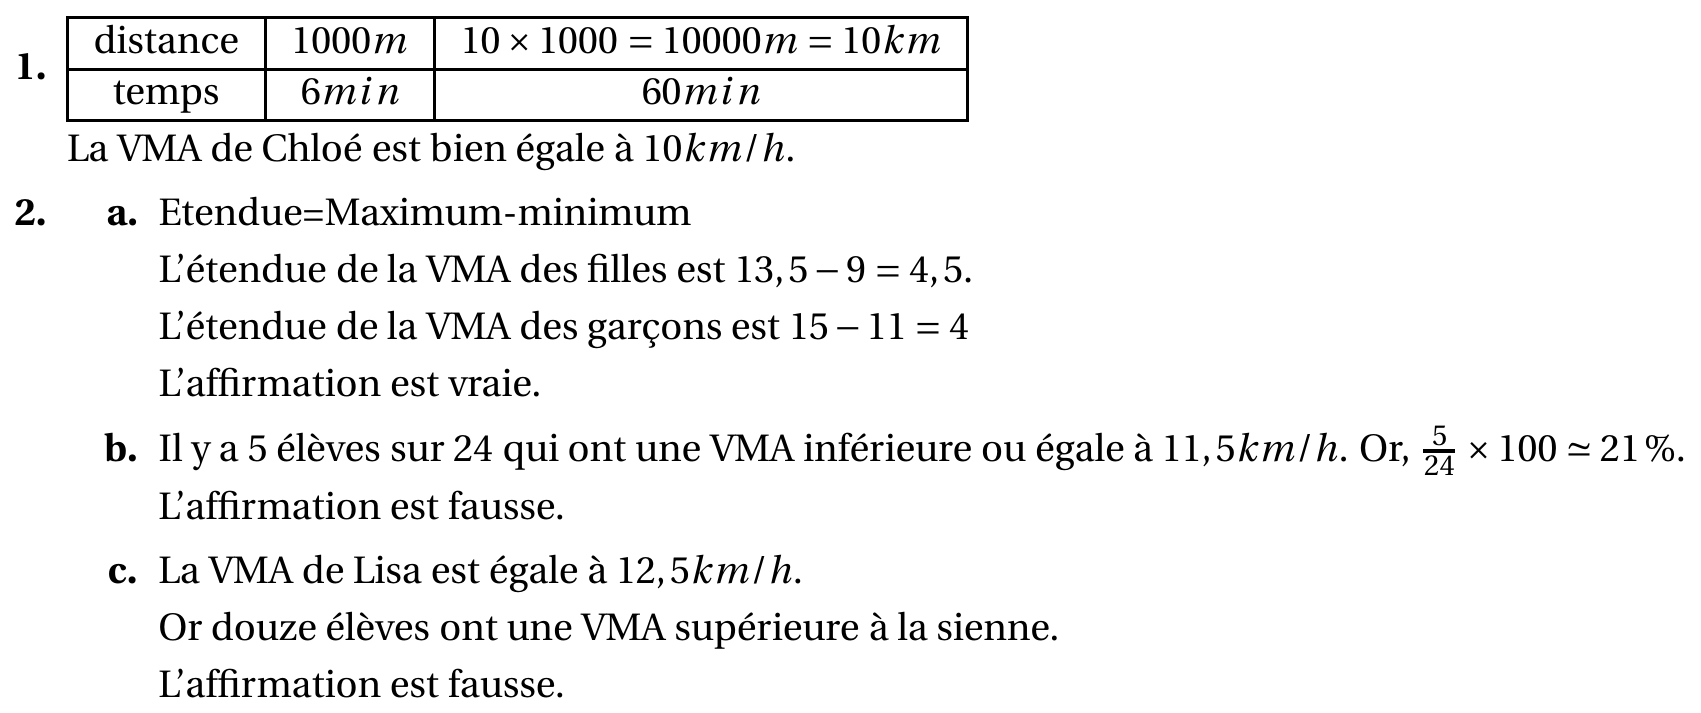 1. distance 1000m 10 × 1000 = 10000m = 10km
temps 6min 60min
La VMA de Chloé est bien égale à 10km/h.
2. a. Etendue=Maximum-minimum
L’étendue de la VMA des filles est 13,5 − 9 = 4,5.
L’étendue de la VMA des garçons est 15 − 11 = 4
L’affirmation est vraie.
b. Il y a 5 élèves sur 24 qui ont une VMA inférieure ou égale à 11,5km/h. Or, 5/24 × 100 ≃ 21 %.
L’affirmation est fausse.
c. La VMA de Lisa est égale à 12,5km/h.
Or douze élèves ont une VMA supérieure à la sienne.
L’affirmation est fausse.